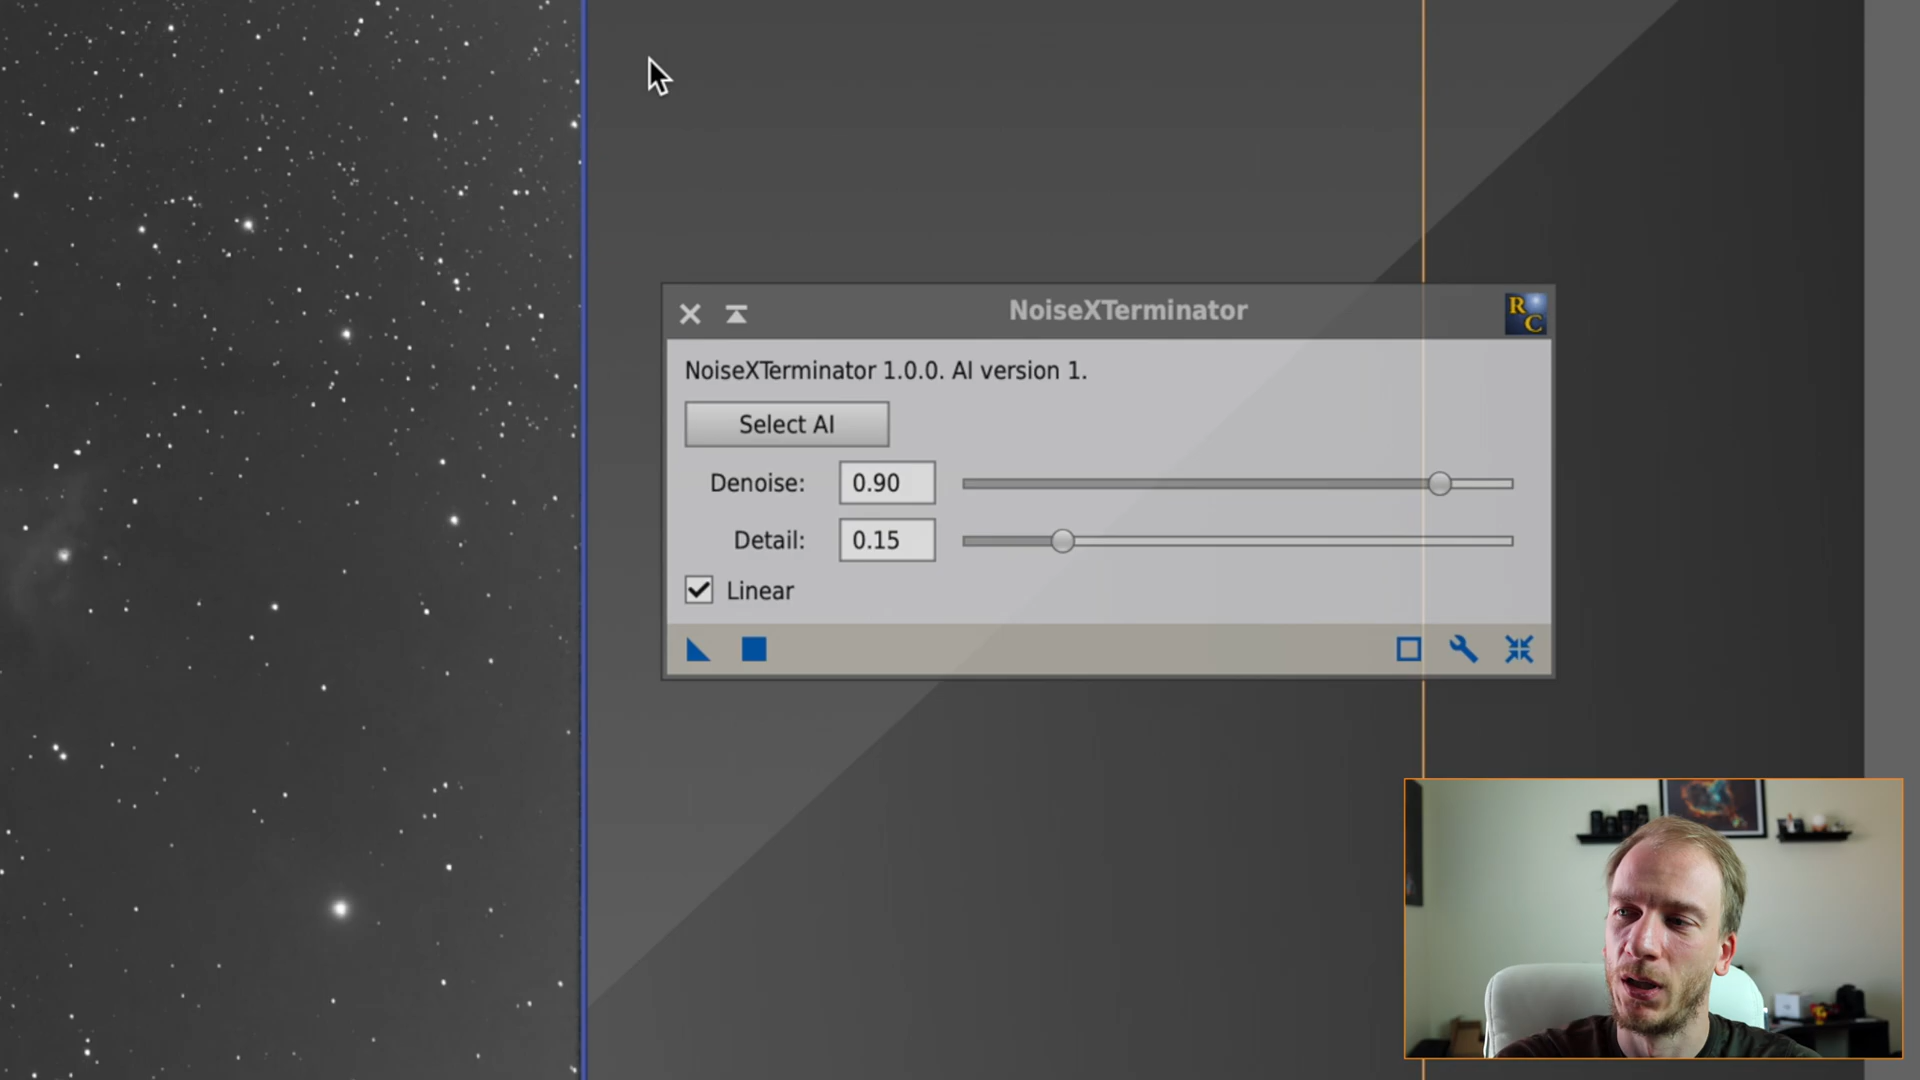 NoiseXTerminator
RC
NoiseXTerminator 1.0.0. AI version 1.
Select AI
Denoise: 0.90
Detail: 0.15
Linear